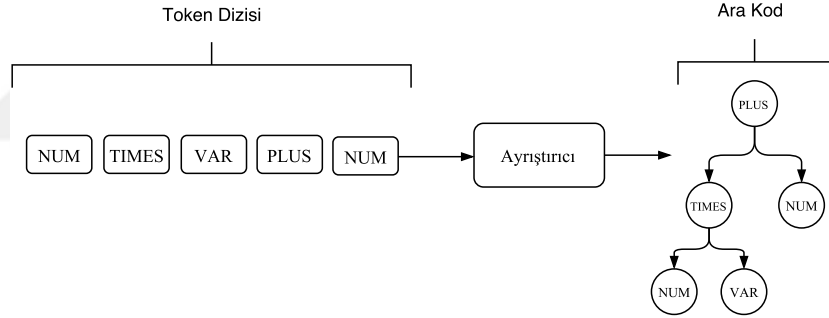 Token Dizisi
Ara Kod
NUM TIMES VAR PLUS NUM
Ayrıştırıcı
PLUS
TIMES NUM
NUM VAR